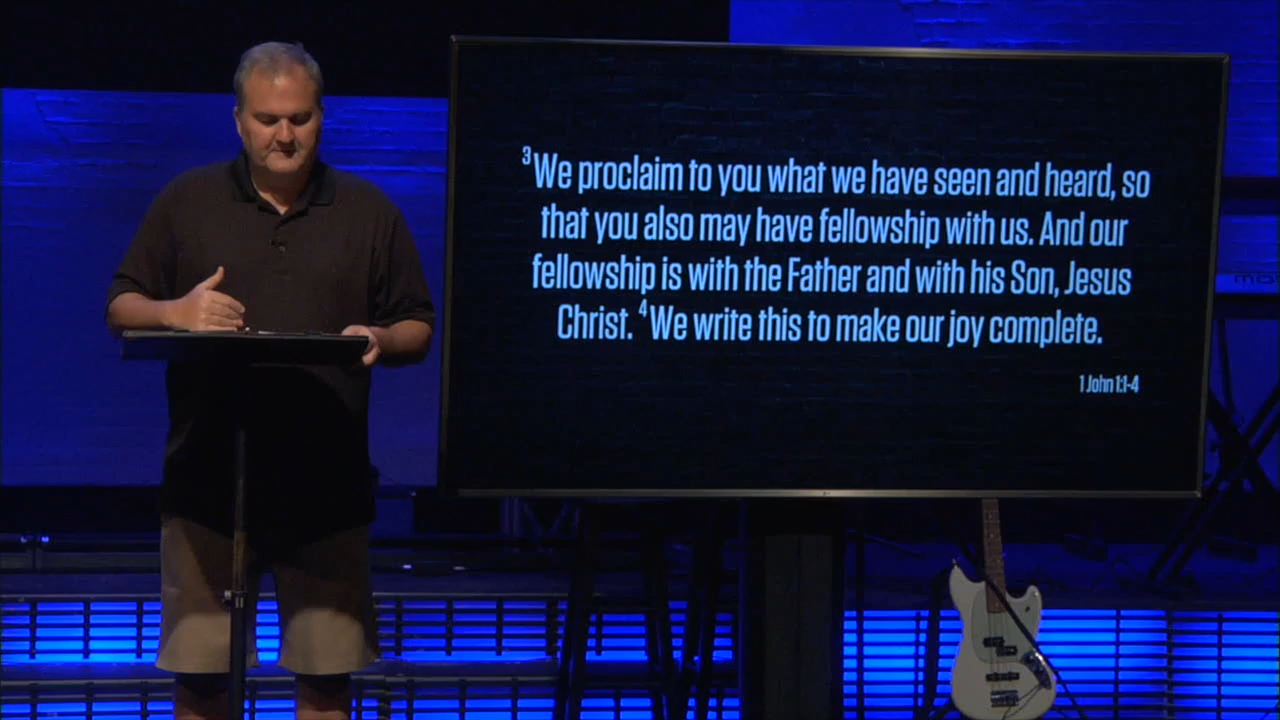 ³We proclaim to you what we have seen and heard, so
that you also may have fellowship with us. And our
fellowship is with the Father and with his Son, Jesus
Christ. ⁴We write this to make our joy complete.
1 John 1:1-4